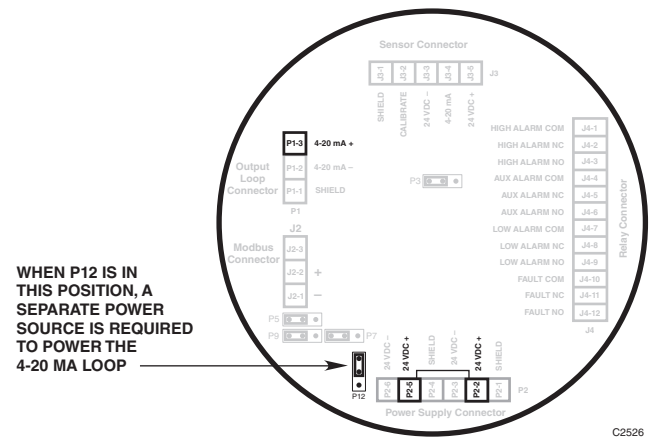 Sensor Connector
J3-1
J3-2
J3-3
J3-4
J3-5
J3
SHIELD
CALIBRATE
24 VDC –
4-20 mA
24 VDC +
P1-3 4-20 mA +
P1-2 4-20 mA –
P1-1 SHIELD
Output
Loop
Connector
P1
P3
HIGH ALARM COM J4-1
HIGH ALARM NC J4-2
HIGH ALARM NO J4-3
AUX ALARM COM J4-4
AUX ALARM NC J4-5
AUX ALARM NO J4-6
LOW ALARM COM J4-7
LOW ALARM NC J4-8
LOW ALARM NO J4-9
FAULT COM J4-10
FAULT NC J4-11
FAULT NO J4-12
J4
Relay Connector
J2
Modbus
Connector
J2-3
J2-2 +
J2-1 –
P5
P9
P7
P12
WHEN P12 IS IN
THIS POSITION, A
SEPARATE POWER
SOURCE IS REQUIRED
TO POWER THE
4-20 MA LOOP
24 VDC –
24 VDC +
SHIELD
24 VDC –
24 VDC +
SHIELD
P2-6
P2-5
P2-4
P2-3
P2-2
P2-1
P2
Power Supply Connector
C2526